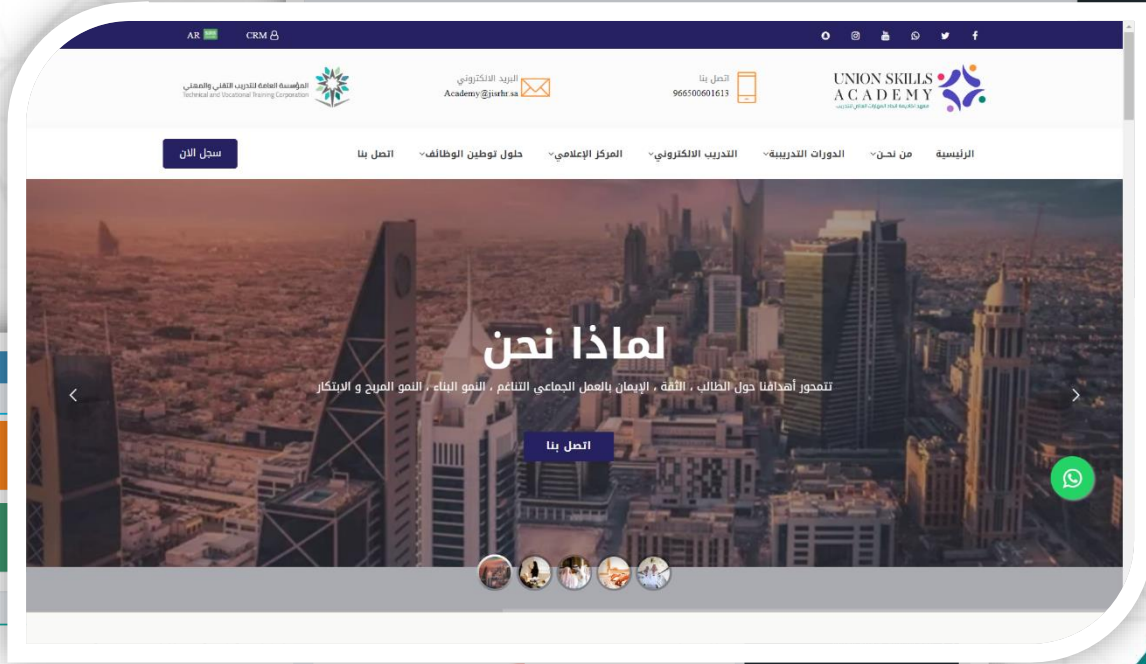 AR
CRM
UNION SKILLS
ACADEMY
اتصل بنا
966500601613
البريد الالكتروني
Academy@jisrhr.sa
المؤسسة العامة للتدريب التقني والمهني
Technical and Vocational Training Corporation
الرئيسية
من نحـن
الدورات التدريبية
التدريب الالكتروني
المركز الإعلامي
حلول توطين الوظائف
اتصل بنا
سجل الان
لماذا نحن
تتمحور أهدافنا حول الطالب ، الثقة ، الإيمان بالعمل الجماعي التناغم ، النمو البناء ، النمو المربح و الابتكار
اتصل بنا